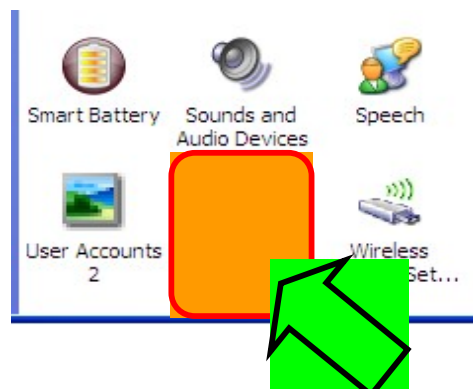 Smart Battery
Sounds and
Audio Devices
Speech
User Accounts
2
Wireless
Set...